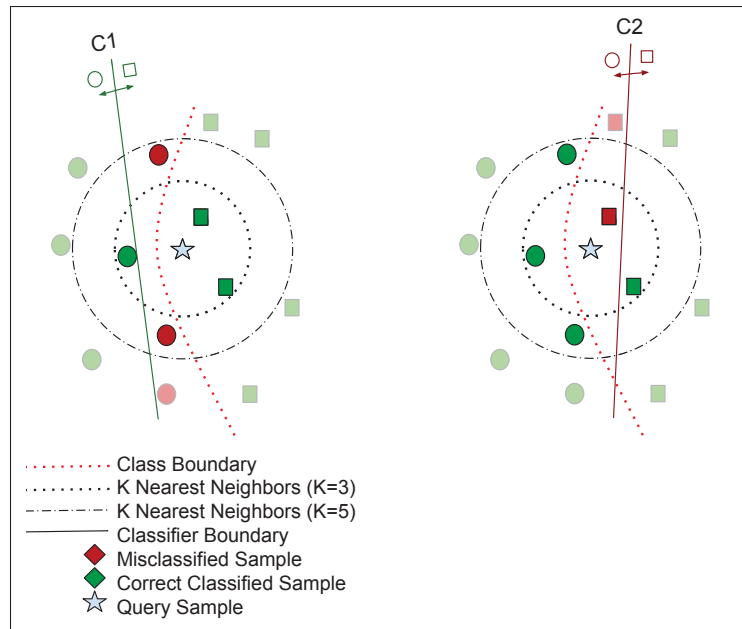 C1
C2
Class Boundary
K Nearest Neighbors (K=3)
K Nearest Neighbors (K=5)
Classifier Boundary
Misclassified Sample
Correct Classified Sample
Query Sample